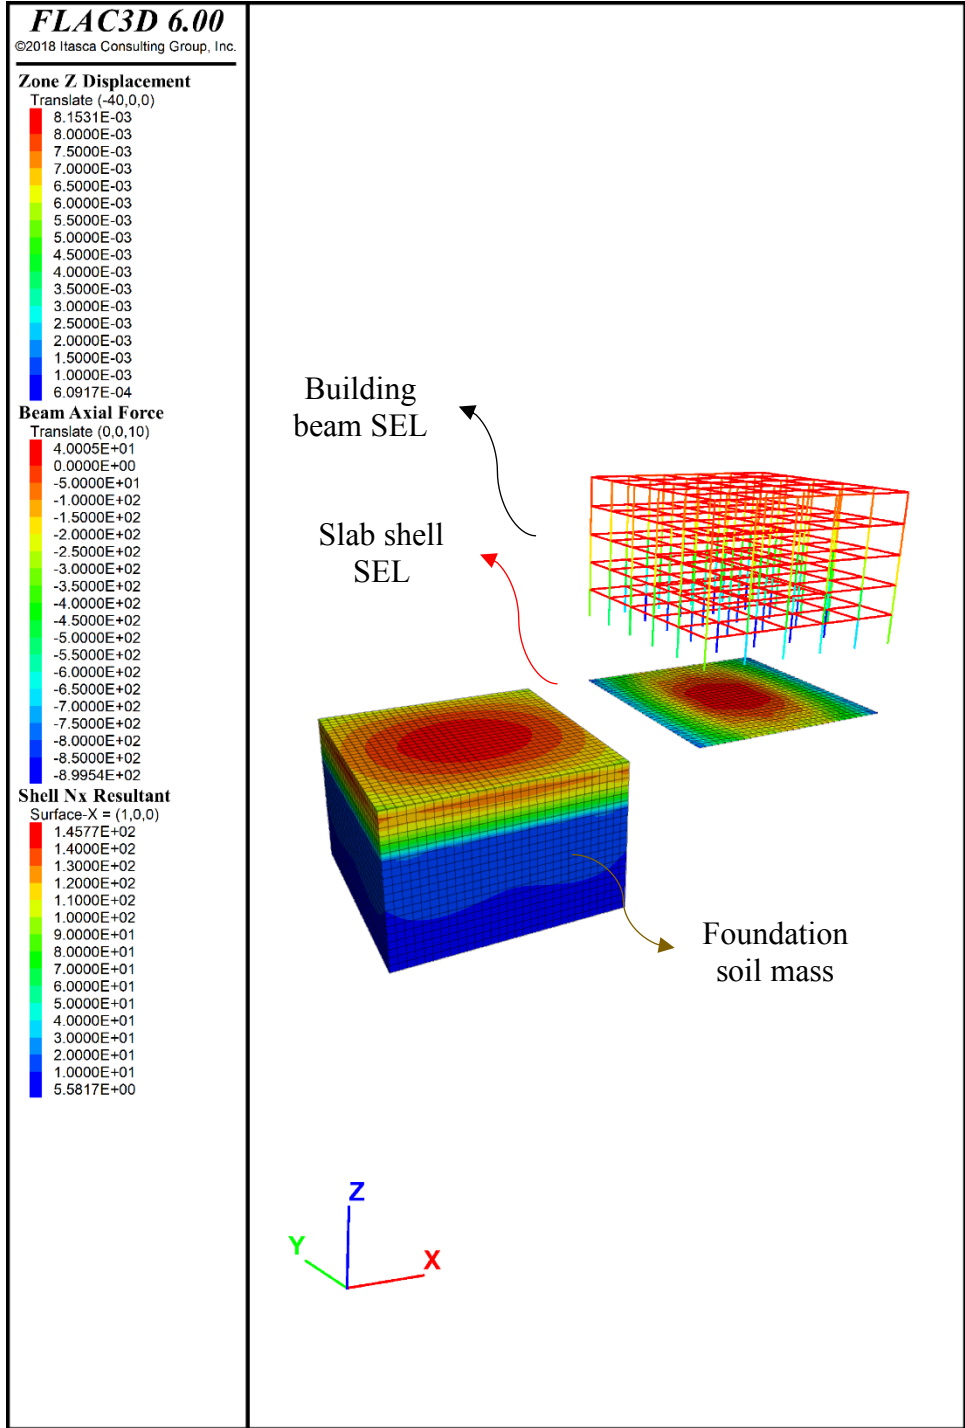 FLAC3D 6.00
©2018 Itasca Consulting Group, Inc.
Zone Z Displacement
Translate (-40,0,0)
8.1531E-03
8.0000E-03
7.5000E-03
7.0000E-03
6.5000E-03
6.0000E-03
5.5000E-03
5.0000E-03
4.5000E-03
4.0000E-03
3.5000E-03
3.0000E-03
2.5000E-03
2.0000E-03
1.5000E-03
1.0000E-03
6.0917E-04
Beam Axial Force
Translate (0,0,10)
4.0005E+01
0.0000E+00
-5.0000E+01
-1.0000E+02
-1.5000E+02
-2.0000E+02
-2.5000E+02
-3.0000E+02
-3.5000E+02
-4.0000E+02
-4.5000E+02
-5.0000E+02
-5.5000E+02
-6.0000E+02
-6.5000E+02
-7.0000E+02
-7.5000E+02
-8.0000E+02
-8.5000E+02
-8.9954E+02
Shell Nx Resultant
Surface-X = (1,0,0)
1.4577E+02
1.4000E+02
1.3000E+02
1.2000E+02
1.1000E+02
1.0000E+02
9.0000E+01
8.0000E+01
7.0000E+01
6.0000E+01
5.0000E+01
4.0000E+01
3.0000E+01
2.0000E+01
1.0000E+01
5.5817E+00
Building
beam SEL
Slab shell
SEL
Foundation
soil mass
Z
Y
X